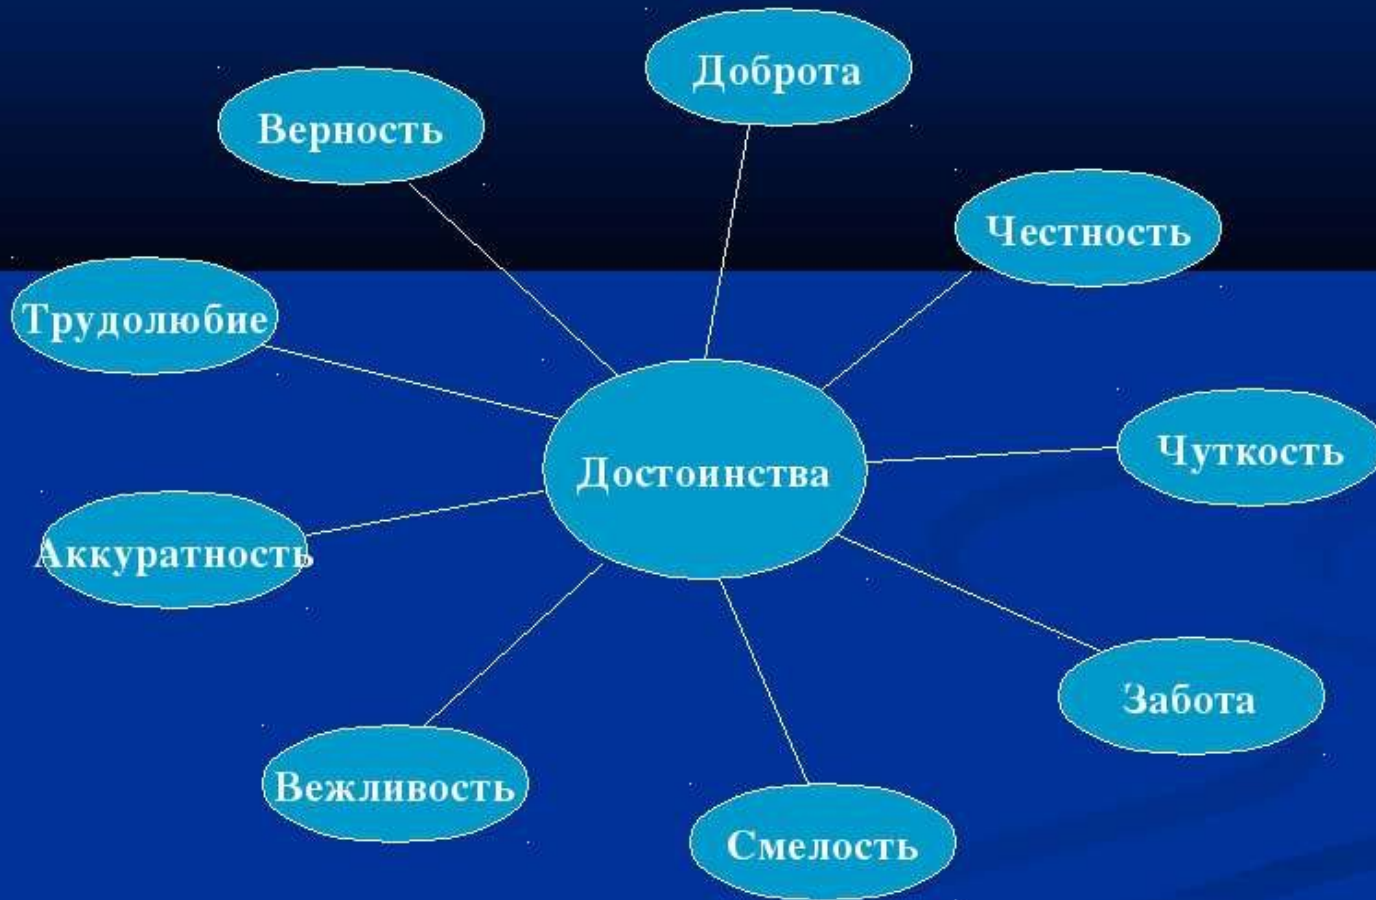 Доброта
Верность
Честность
Трудолюбие
Чуткость
Достоинства
Аккуратность
Забота
Вежливость
Смелость